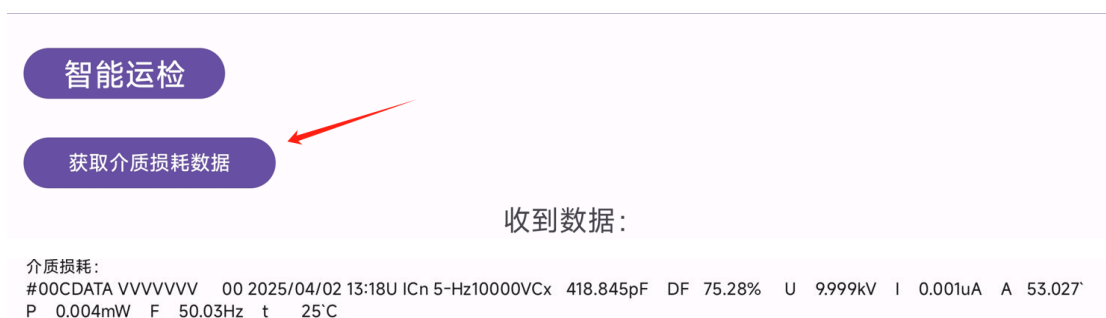 智能运检
获取介质损耗数据
收到数据：
介质损耗：
#00CDATA VVVVVVV 00 2025/04/02 13:18U ICn 5-Hz10000VCx 418.845pF DF 75.28% U 9.999kV I 0.001uA A 53.027`
P 0.004mW F 50.03Hz t 25`C